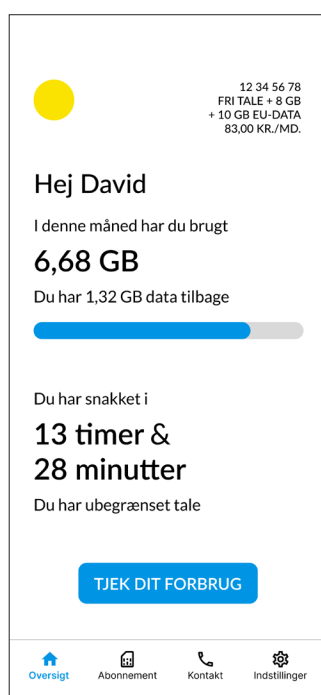 12 34 56 78
FRI TALE + 8 GB
+ 10 GB EU-DATA
83,00 KR./MD.
Hej David
I denne måned har du brugt
6,68 GB
Du har 1,32 GB data tilbage
Du har snakket i
13 timer &
28 minutter
Du har ubegrænset tale
TJEK DIT FORBRUG
Oversigt
Abonnement
Kontakt
Indstillinger